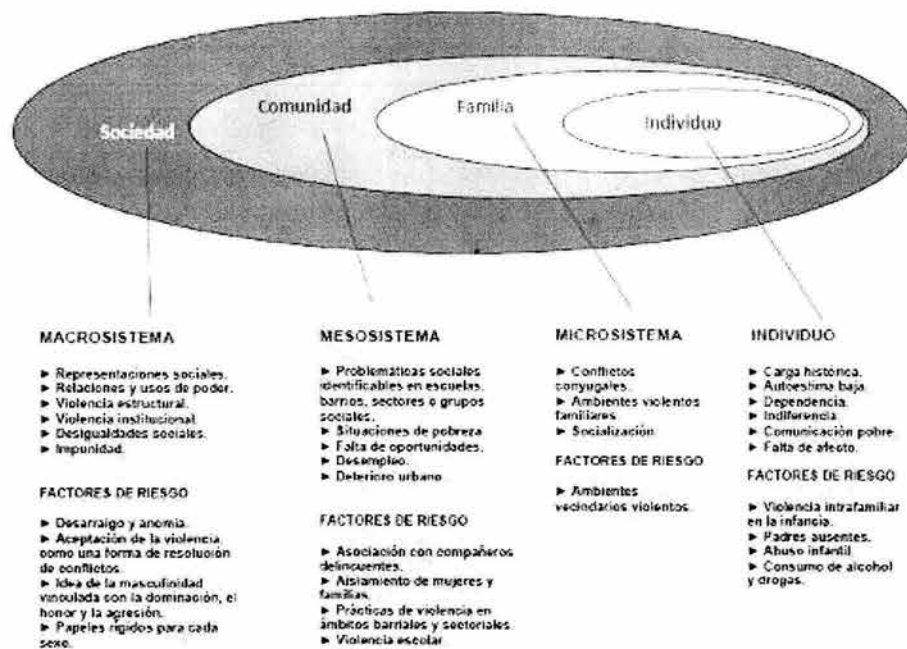 Sociedad
Comunidad
Familia
Individuo
MACROSISTEMA
► Representaciones sociales.
► Relaciones y usos de poder.
► Violencia estructural.
► Violencia institucional.
► Desigualdades sociales.
► Impunidad.
FACTORES DE RIESGO
► Desarraigo y anomia.
► Aceptación de la violencia
como una forma de resolución
de conflictos.
► Idea de la masculinidad
vinculada con la dominación, el
honor y la agresión.
► Papeles rígidos para cada
sexo.
MESOSISTEMA
► Problemáticas sociales
identificables en escuelas,
barrios, sectores o grupos
sociales.
► Situaciones de pobreza
► Falta de oportunidades.
► Desempleo.
► Deterioro urbano.
FACTORES DE RIESGO
► Asociación con compañeros
delincuentes.
► Aislamiento de mujeres y
familias.
► Prácticas de violencia en
ámbitos barriales y sectoriales.
► Violencia escolar.
MICROSISTEMA
► Conflictos
conyugales.
► Ambientes violentos
familiares.
► Socialización.
FACTORES DE RIESGO
► Ambientes
vecindarios violentos.
INDIVIDUO
► Carga histórica.
► Autoestima baja.
► Dependencia.
► Indiferencia.
► Comunicación pobre.
► Falta de afecto.
FACTORES DE RIESGO
► Violencia intrafamiliar
en la infancia.
► Padres ausentes.
► Abuso infantil.
► Consumo de alcohol
y drogas.